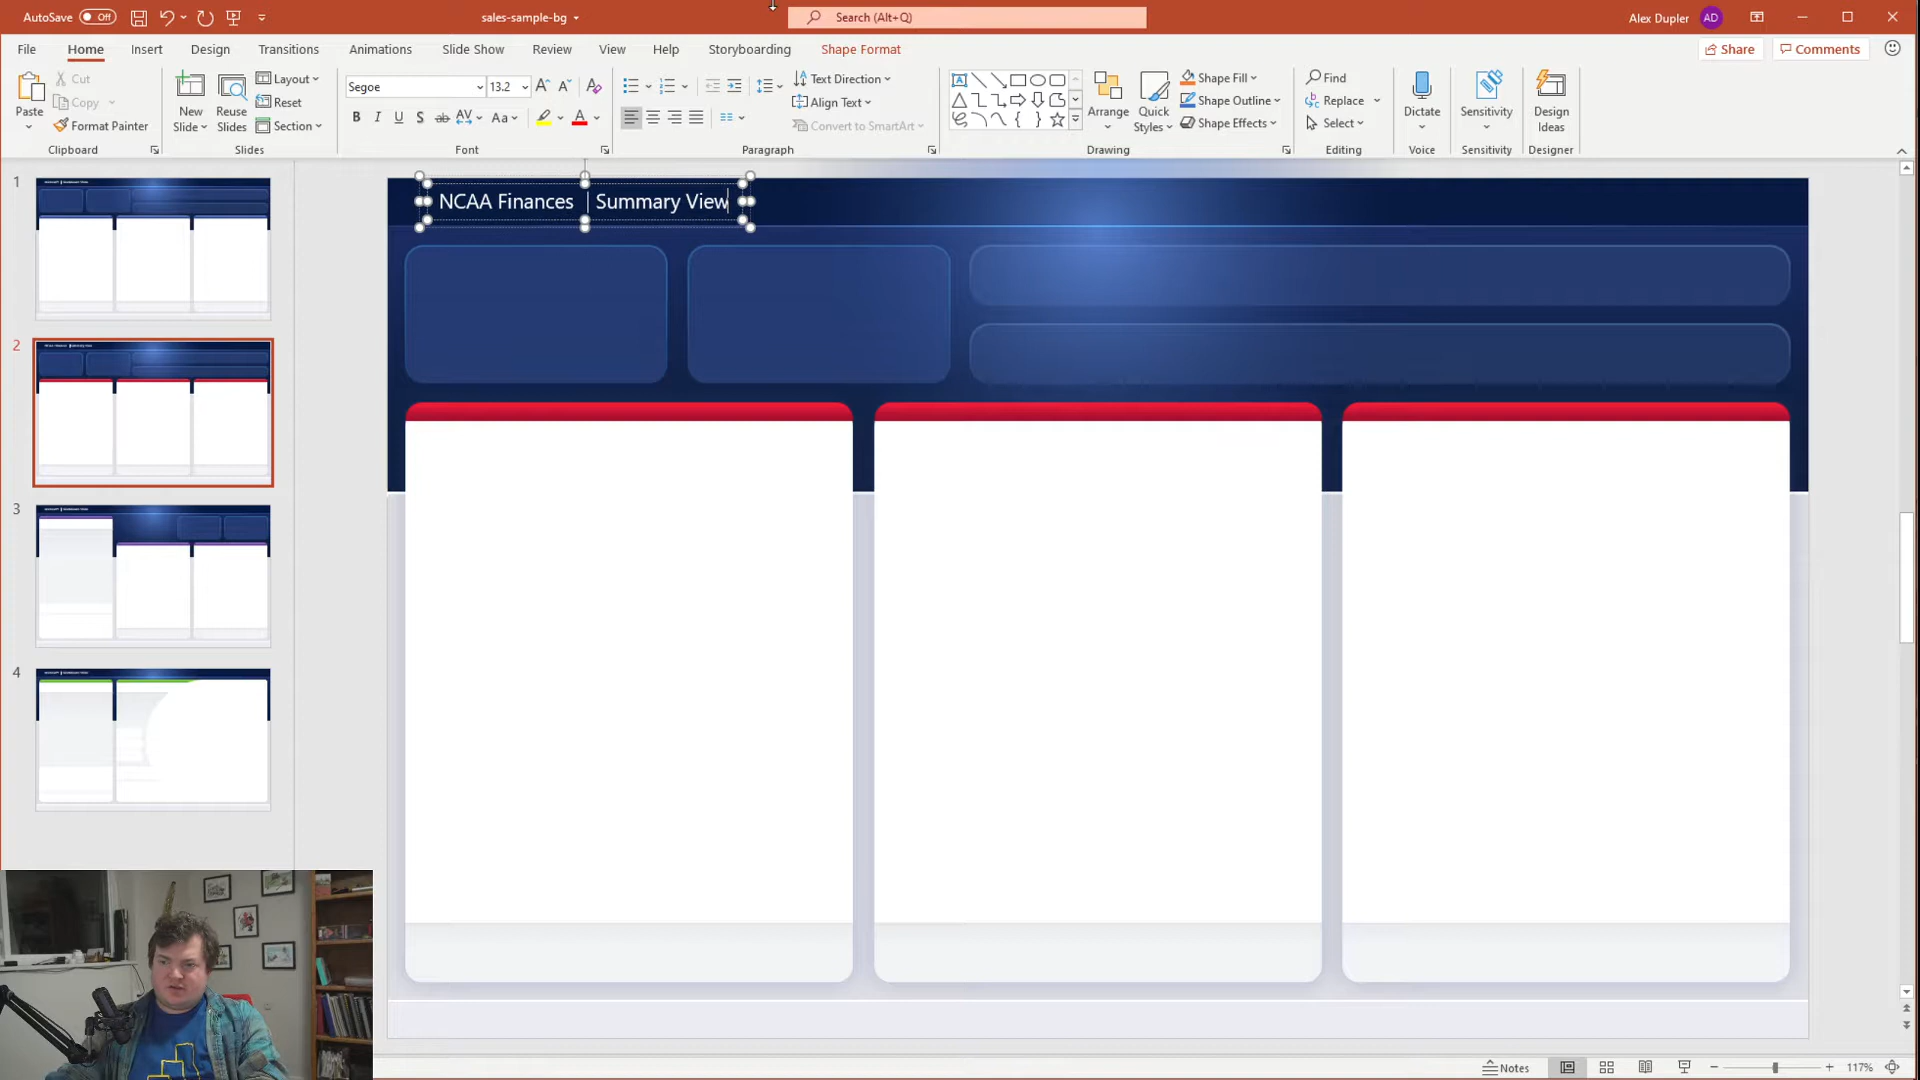 AutoSave Off
sales-sample-bg
Search (Alt+Q)
Alex Dupler AD
File Home Insert Design Transitions Animations Slide Show Review View Help Storyboarding Shape Format
Share Comments
Paste
Cut
Copy
Format Painter
Clipboard
New Slide
Reuse Slides
Layout
Reset
Section
Slides
Segoe 13.2
B I U S ab AV Aa
A
Font
Text Direction
Align Text
Convert to SmartArt
Paragraph
Arrange
Quick Styles
Shape Fill
Shape Outline
Shape Effects
Drawing
Find
Replace
Select
Editing
Dictate
Voice
Sensitivity
Sensitivity
Design Ideas
Designer
1
2
3
4
NCAA Finances | Summary View
Notes
117%